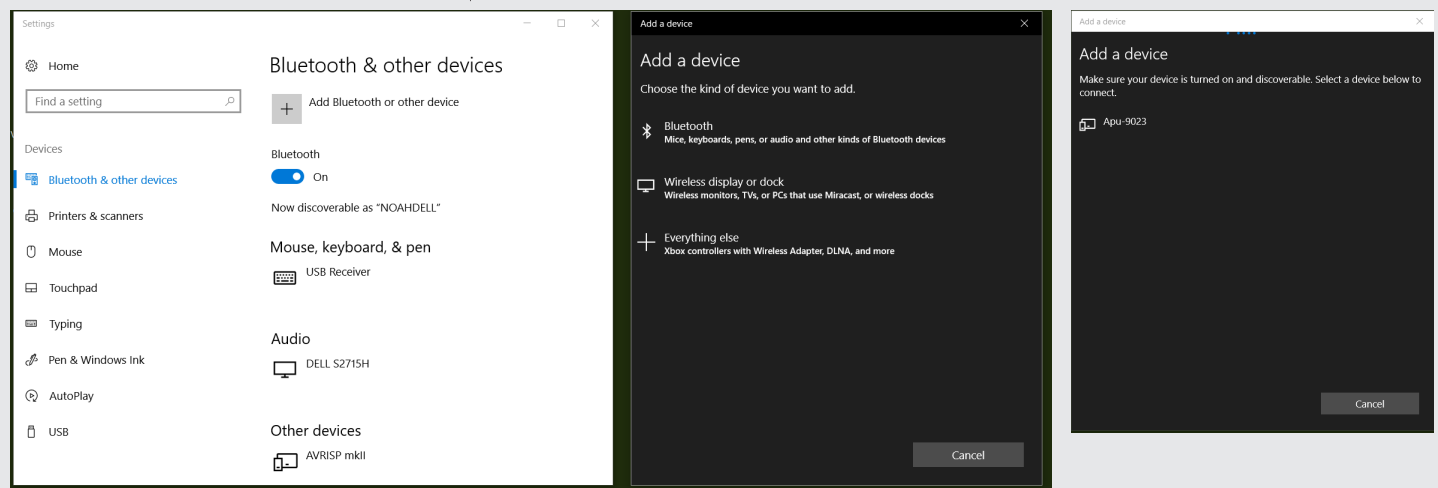 Settings
Home
Find a setting
Devices
Bluetooth & other devices
Printers & scanners
Mouse
Touchpad
Typing
Pen & Windows Ink
AutoPlay
USB
Bluetooth & other devices
Add Bluetooth or other device
Bluetooth
On
Now discoverable as “NOAHDELL”
Mouse, keyboard, & pen
USB Receiver
Audio
DELL S2715H
Other devices
AVRISP mkII
Add a device
Add a device
Choose the kind of device you want to add.
Bluetooth
Mice, keyboards, pens, or audio and other kinds of Bluetooth devices
Wireless display or dock
Wireless monitors, TVs, or PCs that use Miracast, or wireless docks
Everything else
Xbox controllers with Wireless Adapter, DLNA, and more
Cancel
Add a device
Add a device
Make sure your device is turned on and discoverable. Select a device below to
connect.
Apu-9023
Cancel